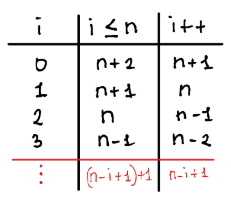 i i ≤ n i++
0 n+2 n+1
1 n+1 n
2 n n-1
3 n-1 n-2
⋮ (n-i+1)+1 n-i+1